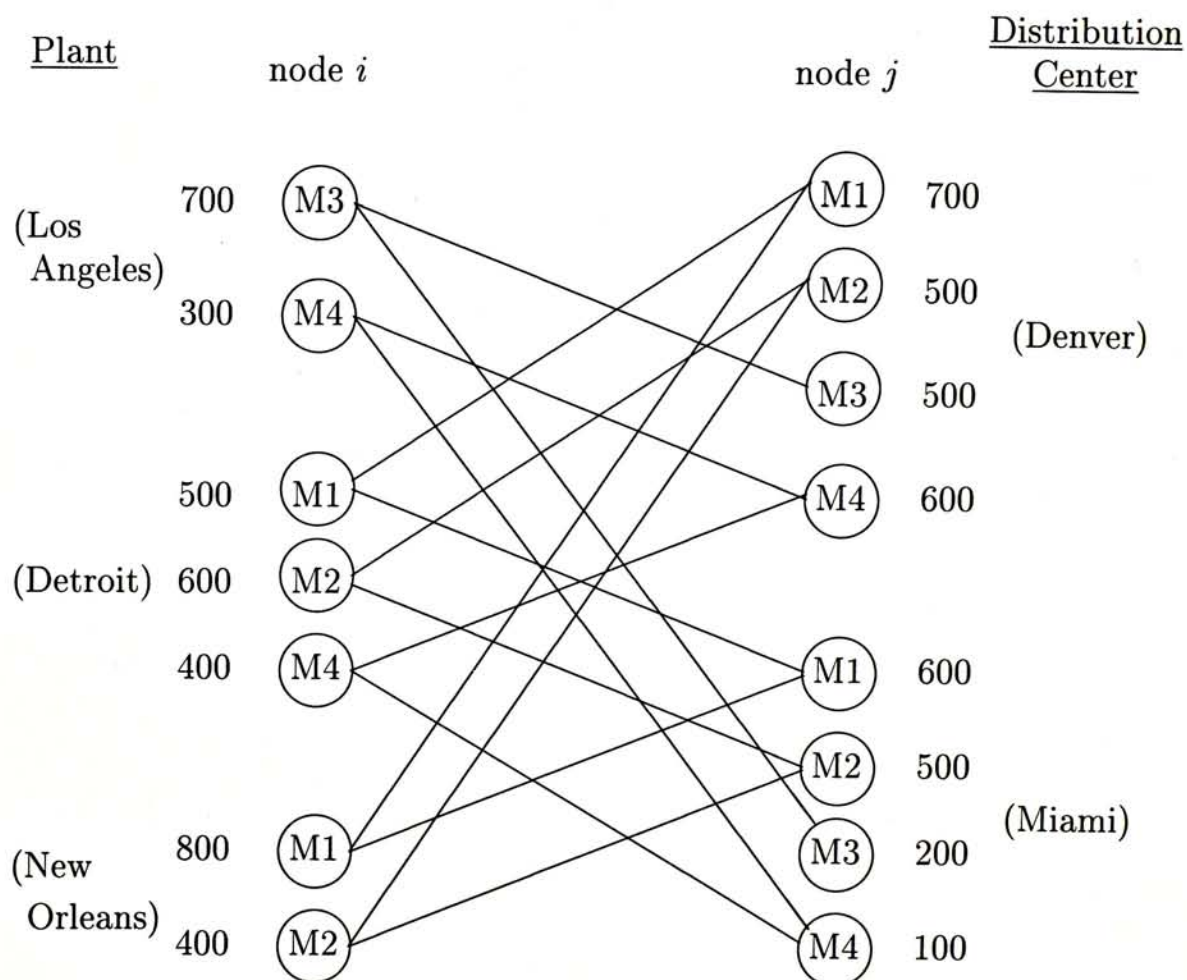 Plant
node i
node j
Distribution
Center
(Los
Angeles)
700 M3
300 M4
(Detroit)
500 M1
600 M2
400 M4
(New
Orleans)
800 M1
400 M2
M1 700
M2 500
M3 500
M4 600
(Denver)
M1 600
M2 500
M3 200
M4 100
(Miami)